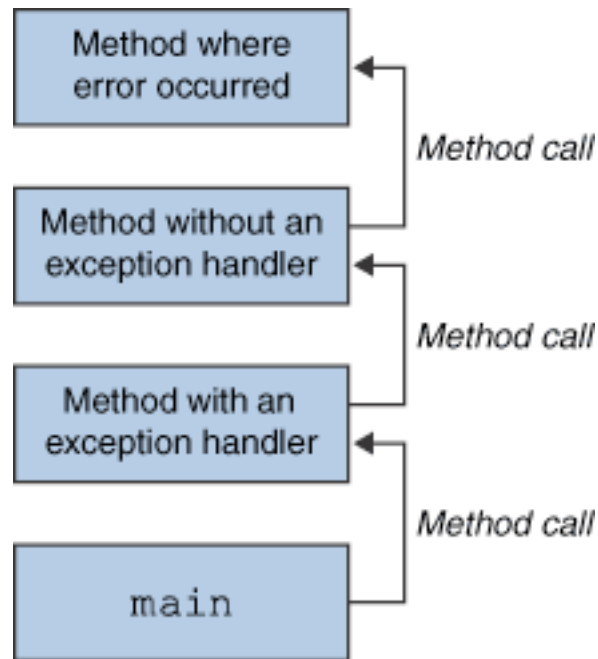 Method where
error occurred
Method call
Method without an
exception handler
Method call
Method with an
exception handler
Method call
main